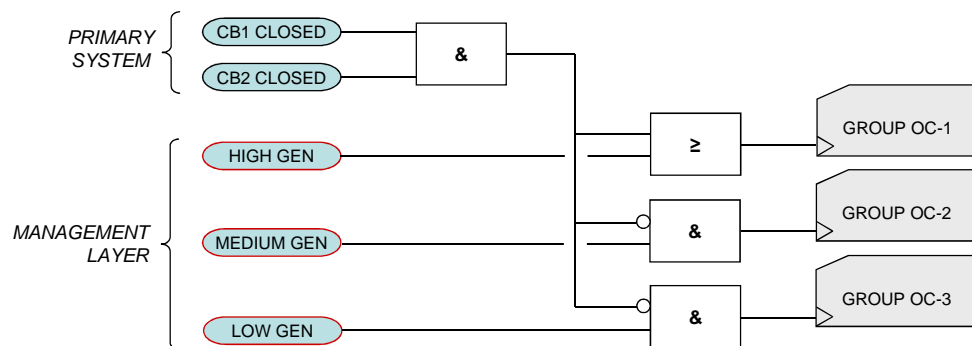 PRIMARY
SYSTEM
CB1 CLOSED
CB2 CLOSED
&
MANAGEMENT
LAYER
HIGH GEN
MEDIUM GEN
LOW GEN
≥
&
&
GROUP OC-1
GROUP OC-2
GROUP OC-3